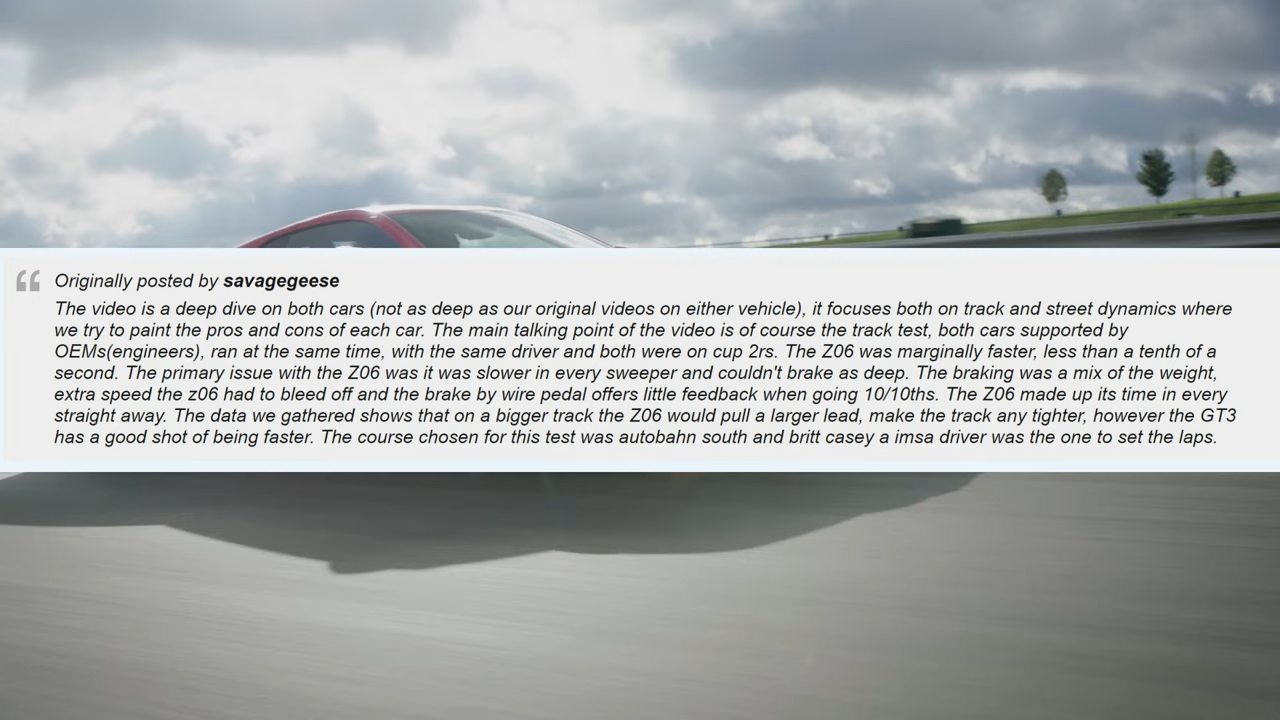 Originally posted by savagegeese
The video is a deep dive on both cars (not as deep as our original videos on either vehicle), it focuses both on track and street dynamics where
we try to paint the pros and cons of each car. The main talking point of the video is of course the track test, both cars supported by
OEMs(engineers), ran at the same time, with the same driver and both were on cup 2rs. The Z06 was marginally faster, less than a tenth of a
second. The primary issue with the Z06 was it was slower in every sweeper and couldn't brake as deep. The braking was a mix of the weight,
extra speed the z06 had to bleed off and the brake by wire pedal offers little feedback when going 10/10ths. The Z06 made up its time in every
straight away. The data we gathered shows that on a bigger track the Z06 would pull a larger lead, make the track any tighter, however the GT3
has a good shot of being faster. The course chosen for this test was autobahn south and britt casey a imsa driver was the one to set the laps.